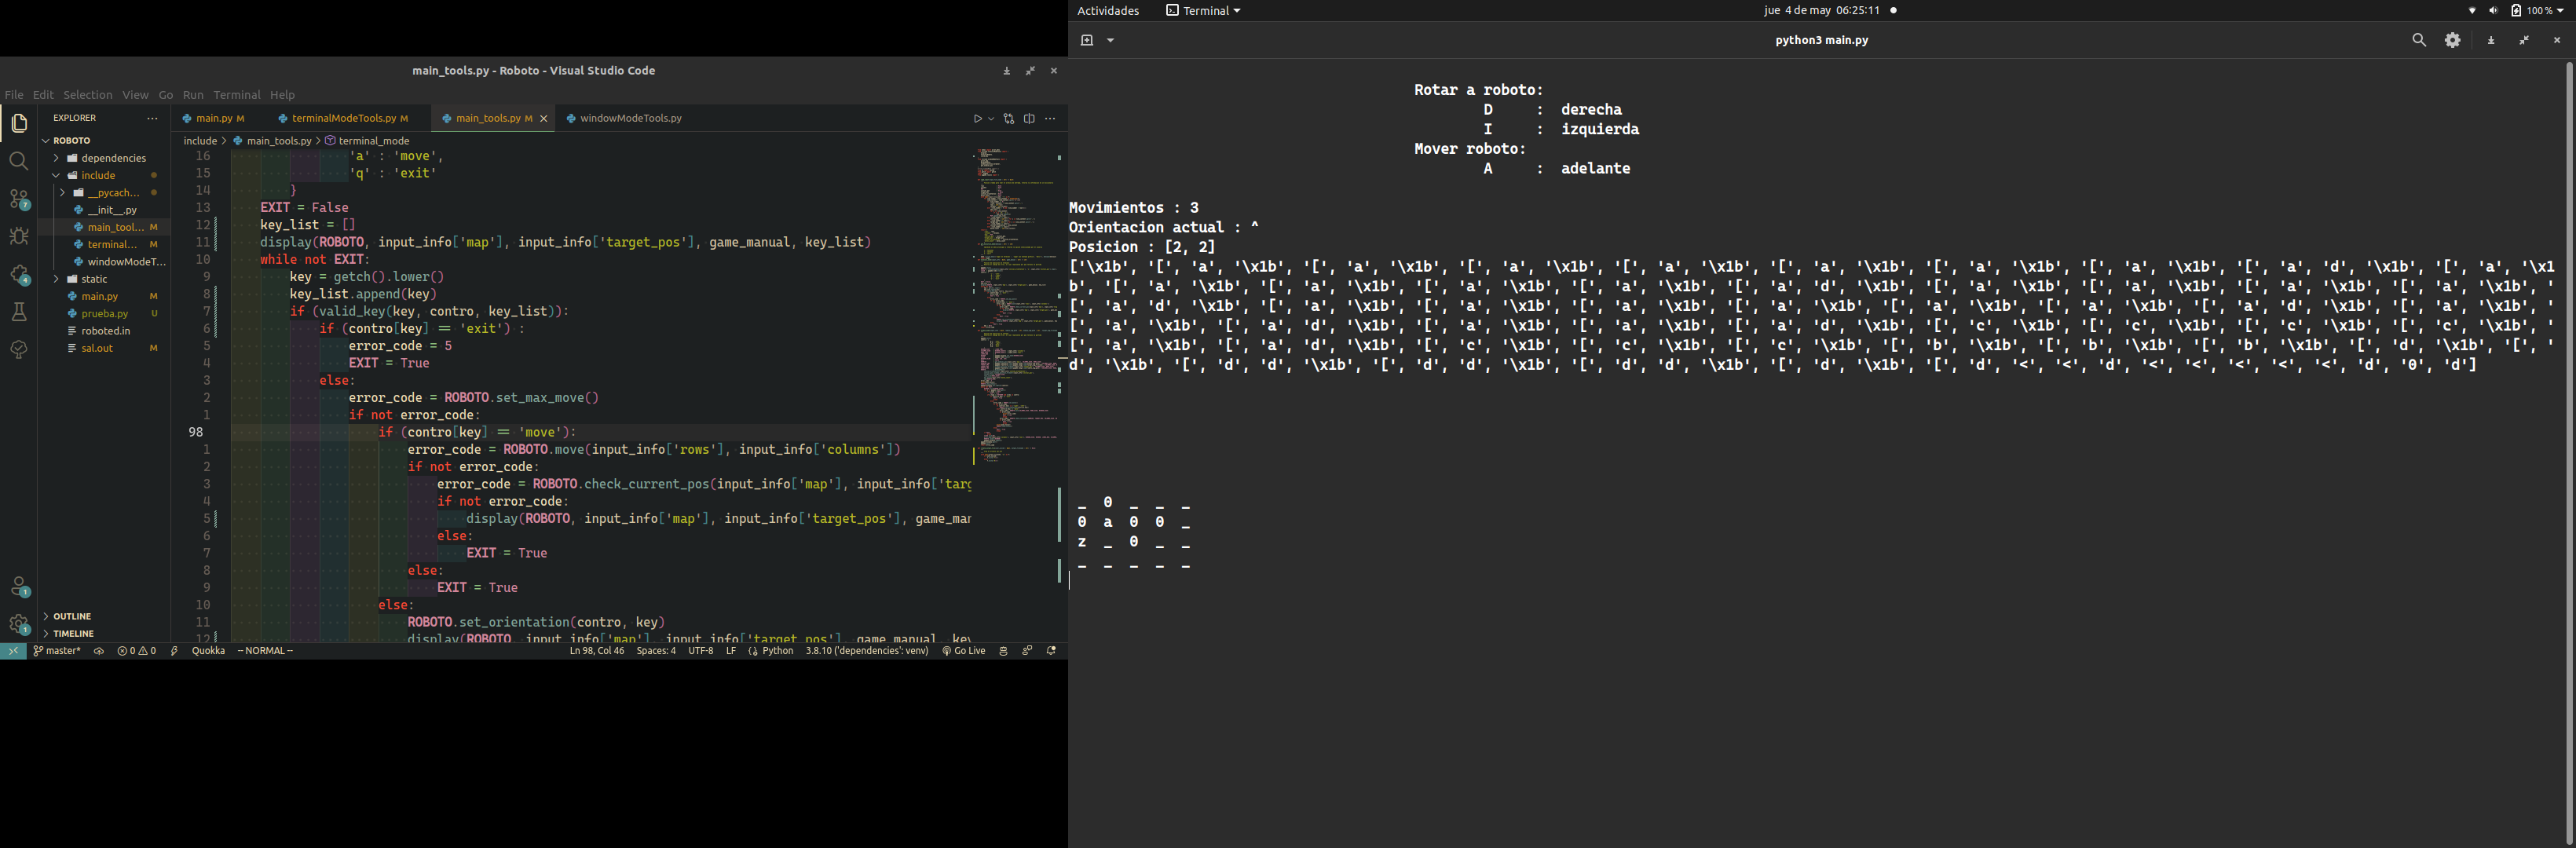 main_tools.py - Roboto - Visual Studio Code
File Edit Selection View Go Run Terminal Help
EXPLORER
ROBOTO
dependencies
include
__pycach...
__init__.py
main_tool... M
terminal... M
windowModeT...
static
main.py M
prueba.py U
roboted.in
sal.out M
OUTLINE
TIMELINE
7
4
1
1
main.py M terminalModeTools.py M main_tools.py M windowModeTools.py
include > main_tools.py > terminal_mode
16 'a' : 'move',
15 'q' : 'exit'
14 }
13 EXIT = False
12 key_list = []
11 display(ROBOTO, input_info['map'], input_info['target_pos'], game_manual, key_list)
10 while not EXIT:
9 key = getch().lower()
8 key_list.append(key)
7 if (valid_key(key, contro, key_list)):
6 if (contro[key] == 'exit') :
5 error_code = 5
4 EXIT = True
3 else:
2 error_code = ROBOTO.set_max_move()
1 if not error_code:
98 if (contro[key] == 'move'):
1 error_code = ROBOTO.move(input_info['rows'], input_info['columns'])
2 if not error_code:
3 error_code = ROBOTO.check_current_pos(input_info['map'], input_info['targ
4 if not error_code:
5 display(ROBOTO, input_info['map'], input_info['target_pos'], game_man
6 else:
7 EXIT = True
8 else:
9 EXIT = True
10 else:
11 ROBOTO.set_orientation(contro, key)
12 display(ROBOTO, input_info['map'], input_info['target_pos'], game_manual, key
master* 0 0 Quokka -- NORMAL -- Ln 98, Col 46 Spaces: 4 UTF-8 LF Python 3.8.10 ('dependencies': venv) Go Live
Actividades Terminal jue 4 de may 06:25:11 100 %
python3 main.py
Rotar a roboto:
D : derecha
I : izquierda
Mover roboto:
A : adelante
Movimientos : 3
Orientacion actual : ^
Posicion : [2, 2]
['\x1b', '[', 'a', '\x1b', '[', 'a', '\x1b', '[', 'a', '\x1b', '[', 'a', '\x1b', '[', 'a', '\x1b', '[', 'a', '\x1b', '[', 'a', '\x1b', '[', 'a', 'd', '\x1b', '[', 'a', '\x1
b', '[', 'a', '\x1b', '[', 'a', '\x1b', '[', 'a', '\x1b', '[', 'a', 'd', '\x1b', '[', 'a', '\x1b', '[', 'a', '\x1b', '[', 'a', '\x1b', '[', 'a', '\x1b', '[', 'a', '\x1b', '
[', 'a', 'd', '\x1b', '[', 'a', '\x1b', '[', 'a', '\x1b', '[', 'a', '\x1b', '[', 'a', '\x1b', '[', 'a', '\x1b', '[', 'a', 'd', '\x1b', '[', 'a', '\x1b', '
[', 'a', '\x1b', '[', 'a', 'd', '\x1b', '[', 'a', '\x1b', '[', 'a', '\x1b', '[', 'a', 'd', '\x1b', '[', 'c', '\x1b', '[', 'c', '\x1b', '[', 'c', '\x1b', '[', 'c', '\x1b', '
[', 'a', '\x1b', '[', 'a', 'd', '\x1b', '[', 'c', '\x1b', '[', 'c', '\x1b', '[', 'c', '\x1b', '[', 'b', '\x1b', '[', 'b', '\x1b', '[', 'b', '\x1b', '[', 'd', '\x1b', '[', '
d', '\x1b', '[', 'd', 'd', '\x1b', '[', 'd', 'd', '\x1b', '[', 'd', 'd', '\x1b', '[', 'd', '\x1b', '[', 'd', '<', '<', 'd', '<', '<', '<', '<', '<', 'd', '0', 'd']
_ 0 _ _ _
0 a 0 0 _
z _ 0 _ _
_ _ _ _ _